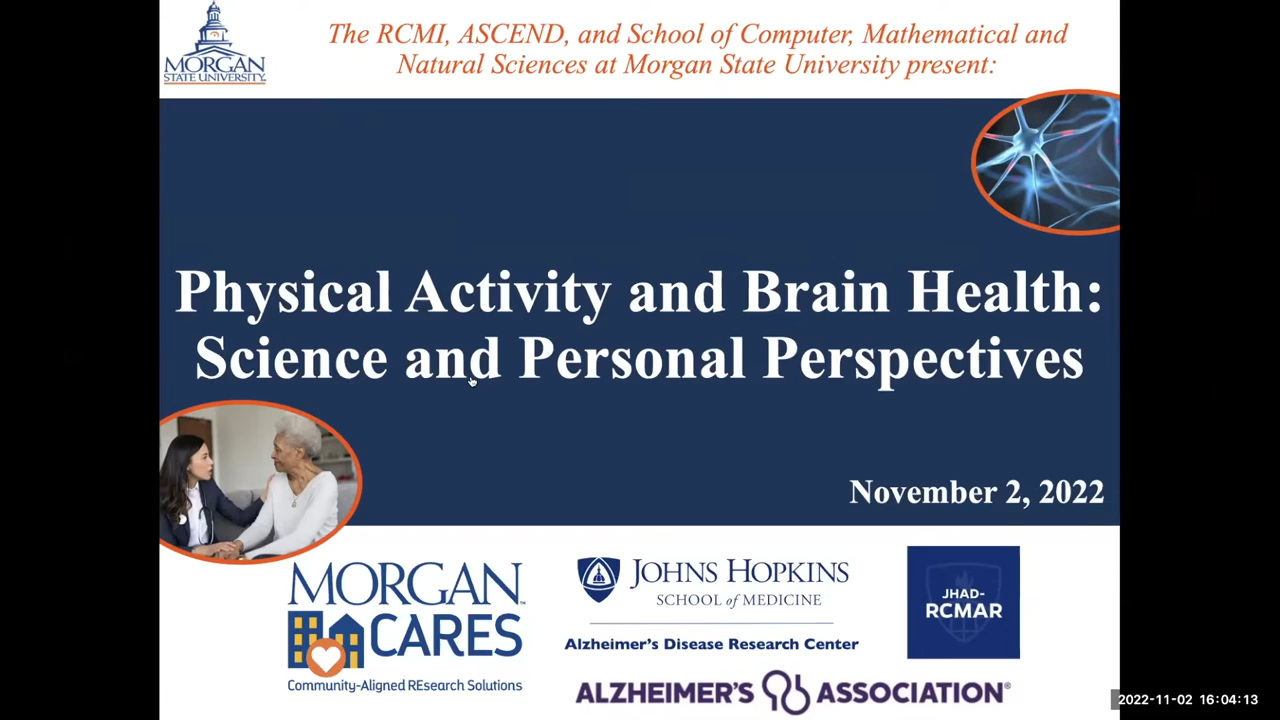 MORGAN
STATE UNIVERSITY
The RCMI, ASCEND, and School of Computer, Mathematical and
Natural Sciences at Morgan State University present:
Physical Activity and Brain Health:
Science and Personal Perspectives
November 2, 2022
MORGAN™
CARES
Community-Aligned REsearch Solutions
JOHNS HOPKINS
SCHOOL of MEDICINE
Alzheimer's Disease Research Center
JHAD-
RCMAR
ALZHEIMER'S ASSOCIATION®
2022-11-02 16:04:13